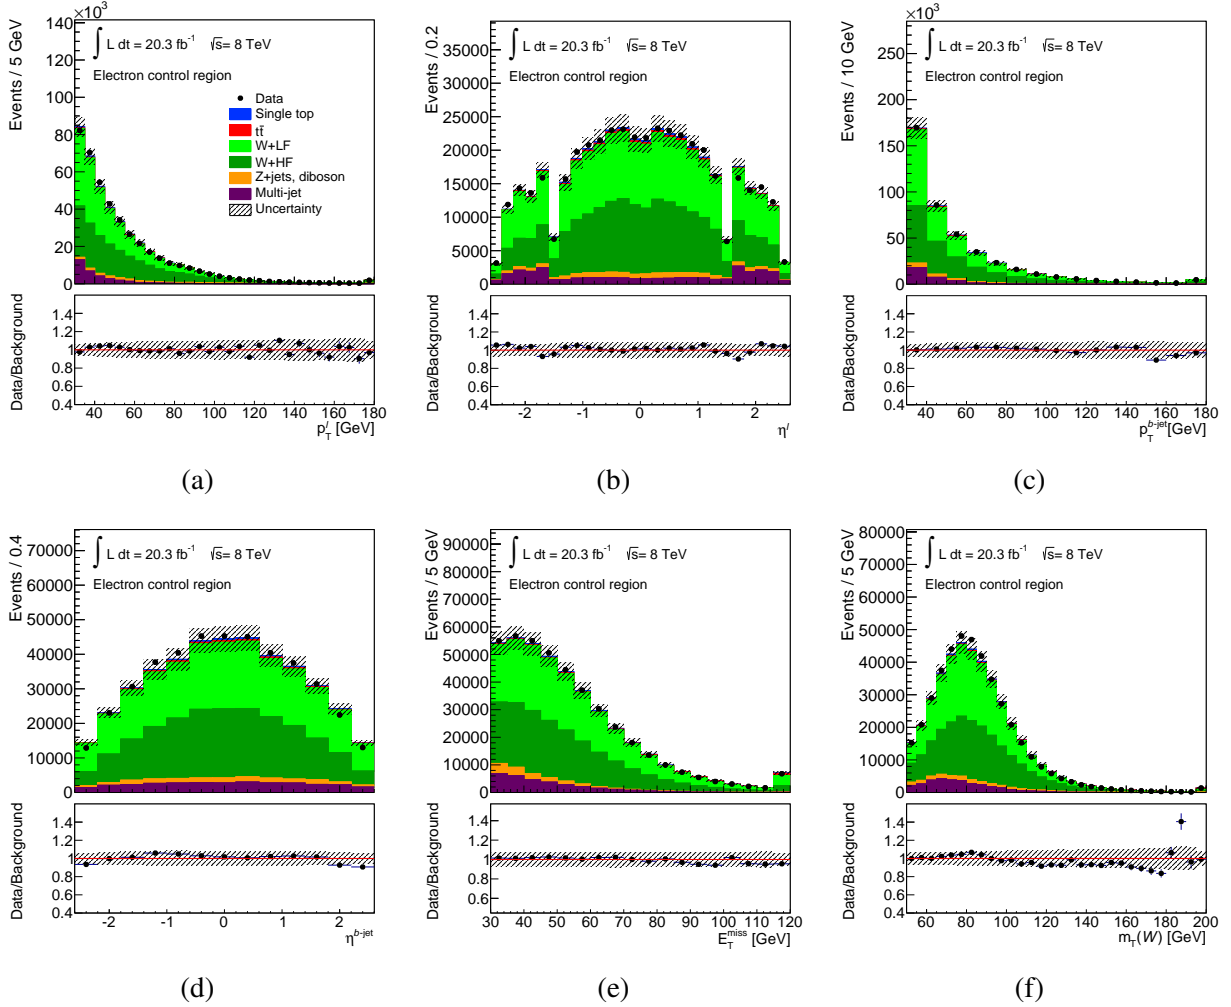 ×10³
Events / 5 GeV
140
120
100
80
60
40
20
0
∫ L dt = 20.3 fb⁻¹ √s= 8 TeV
Electron control region
Data
Single top
tt̄
W+LF
W+HF
Z+jets, diboson
Multi-jet
Uncertainty
Data/Background
1.4
1.2
1
0.8
0.6
0.4
40 60 80 100 120 140 160 180
p_T^l [GeV]
(a)
Events / 0.2
35000
30000
25000
20000
15000
10000
5000
0
∫ L dt = 20.3 fb⁻¹ √s= 8 TeV
Electron control region
Data/Background
1.4
1.2
1
0.8
0.6
0.4
-2 -1 0 1 2
η^l
(b)
×10³
Events / 10 GeV
250
200
150
100
50
0
∫ L dt = 20.3 fb⁻¹ √s= 8 TeV
Electron control region
Data/Background
1.4
1.2
1
0.8
0.6
0.4
40 60 80 100 120 140 160 180
p_T^b-jet [GeV]
(c)
Events / 0.4
70000
60000
50000
40000
30000
20000
10000
0
∫ L dt = 20.3 fb⁻¹ √s= 8 TeV
Electron control region
Data/Background
1.4
1.2
1
0.8
0.6
0.4
-2 -1 0 1 2
η^b-jet
(d)
Events / 5 GeV
90000
80000
70000
60000
50000
40000
30000
20000
10000
0
∫ L dt = 20.3 fb⁻¹ √s= 8 TeV
Electron control region
Data/Background
1.4
1.2
1
0.8
0.6
0.4
30 40 50 60 70 80 90 100 110 120
E_T^miss [GeV]
(e)
Events / 5 GeV
80000
70000
60000
50000
40000
30000
20000
10000
0
∫ L dt = 20.3 fb⁻¹ √s= 8 TeV
Electron control region
Data/Background
1.4
1.2
1
0.8
0.6
0.4
60 80 100 120 140 160 180 200
m_T(W) [GeV]
(f)